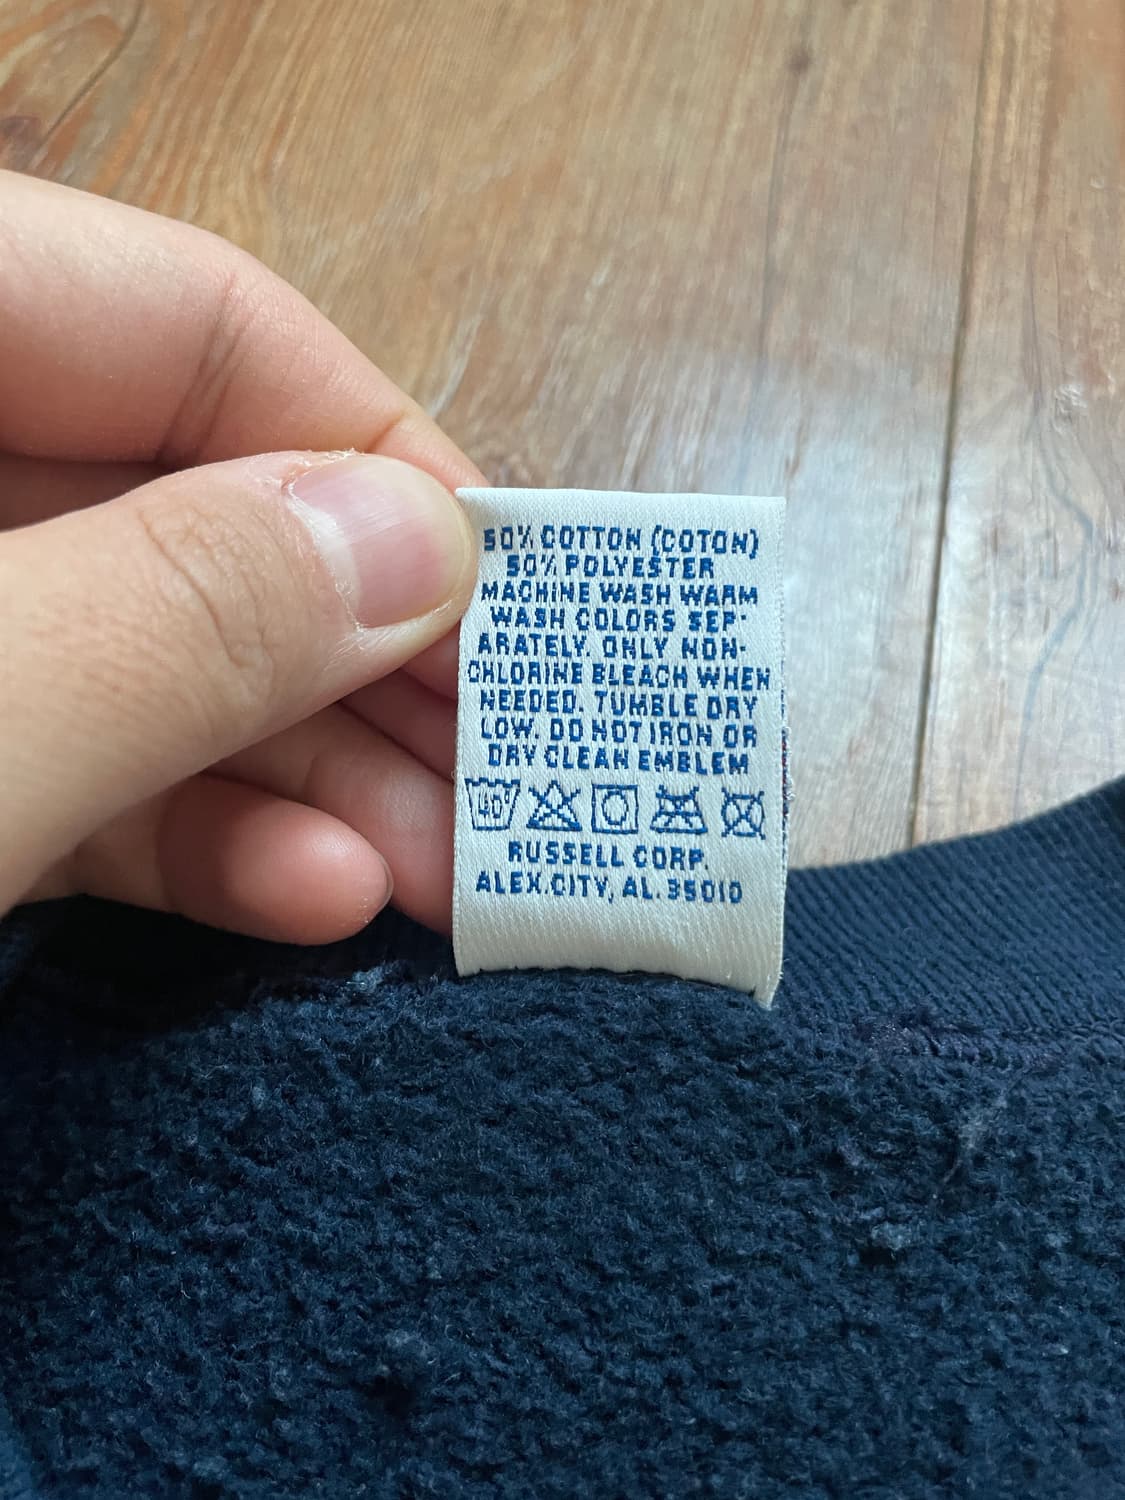 50% COTTON (COTON)
50% POLYESTER
MACHINE WASH WARM
WASH COLORS SEP-
ARATELY. ONLY NON-
CHLORINE BLEACH WHEN
NEEDED. TUMBLE DRY
LOW. DO NOT IRON OR
DRY CLEAN EMBLEM
40°
RUSSELL CORP.
ALEX.CITY, AL. 35010